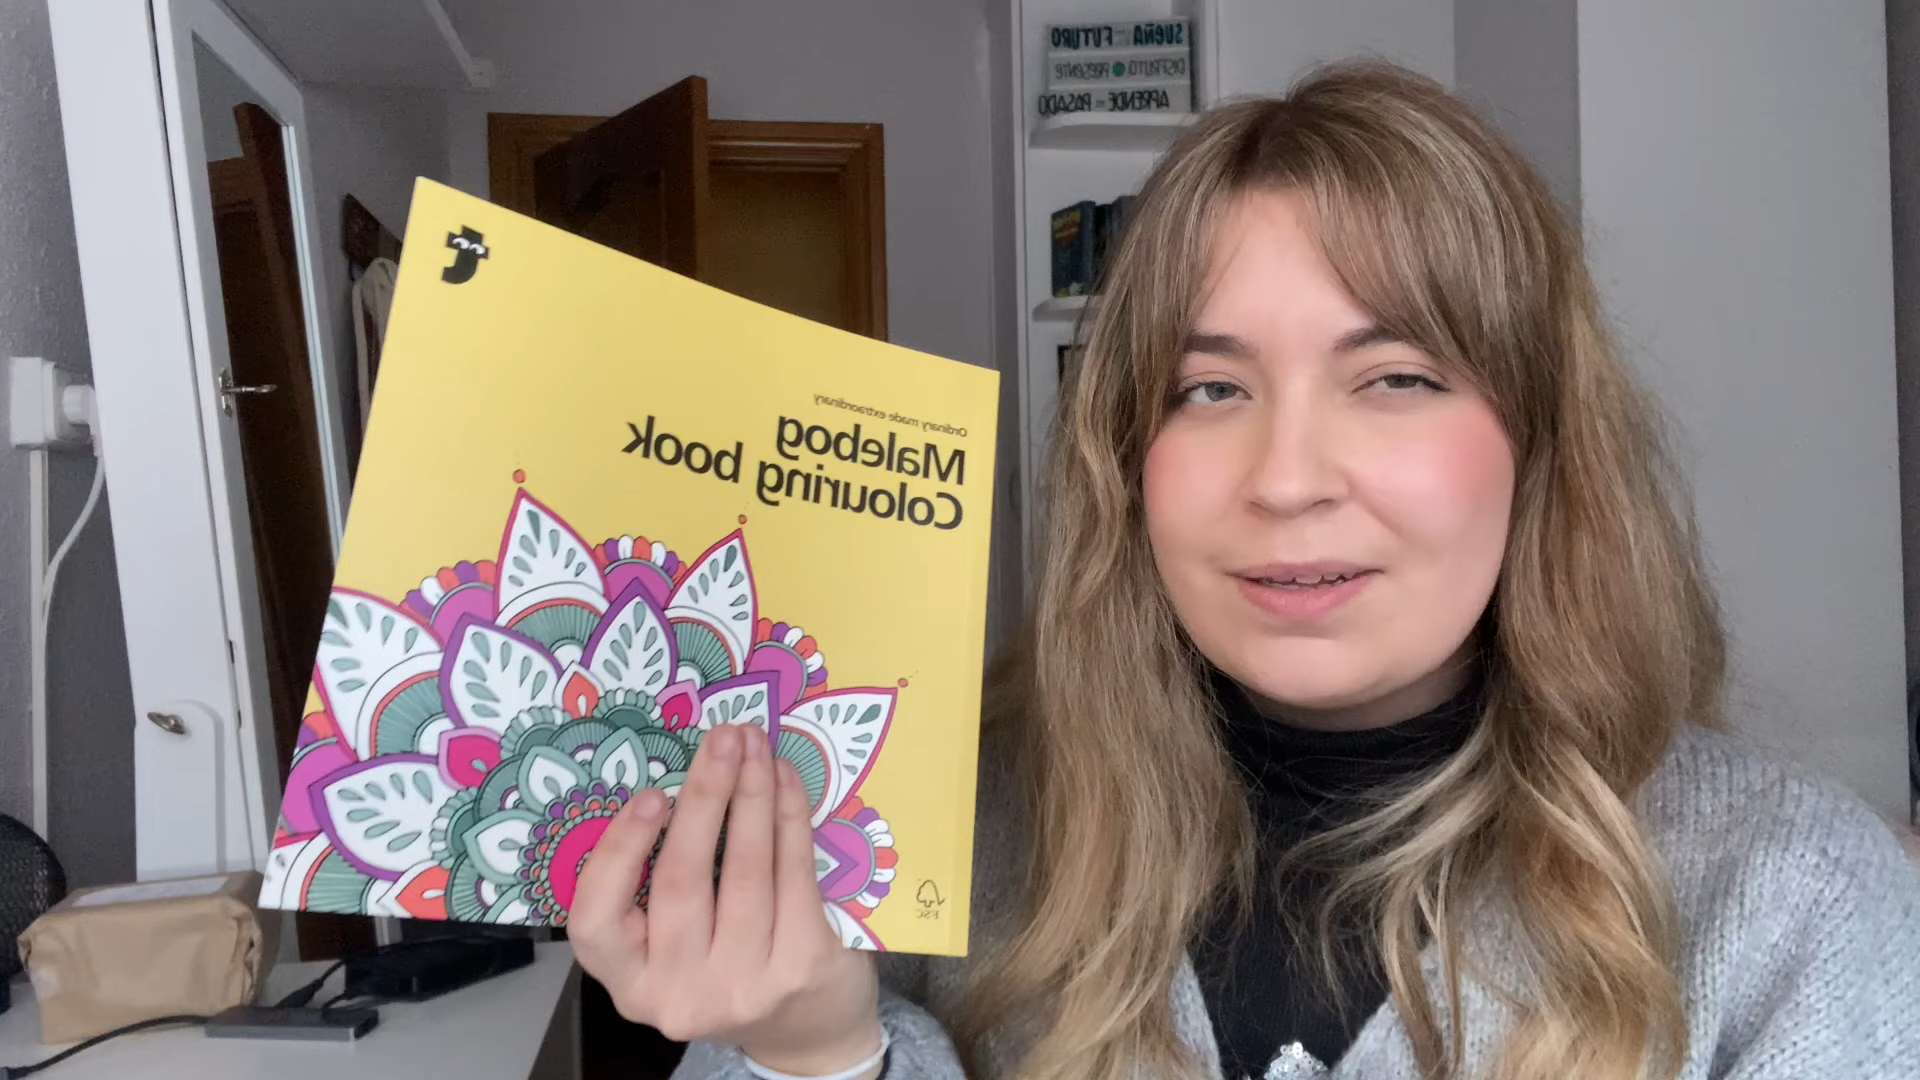 SUEÑA FUTURO
DISFRUTO PRESENTE
APRENDE = PASADO
Ordinary made extraordinary
Malebog
Colouring book
FSC